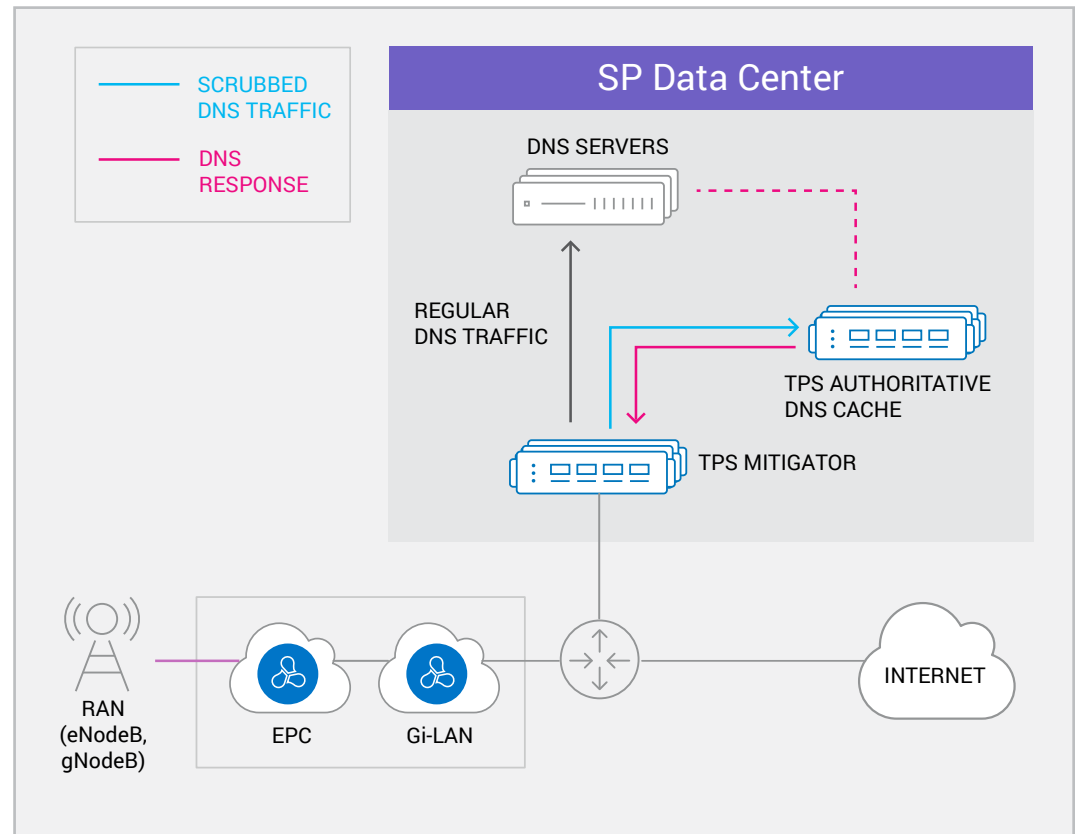 SCRUBBED
DNS TRAFFIC
DNS
RESPONSE
SP Data Center
DNS SERVERS
REGULAR
DNS TRAFFIC
TPS AUTHORITATIVE
DNS CACHE
TPS MITIGATOR
RAN
(eNodeB,
gNodeB)
EPC
Gi-LAN
INTERNET